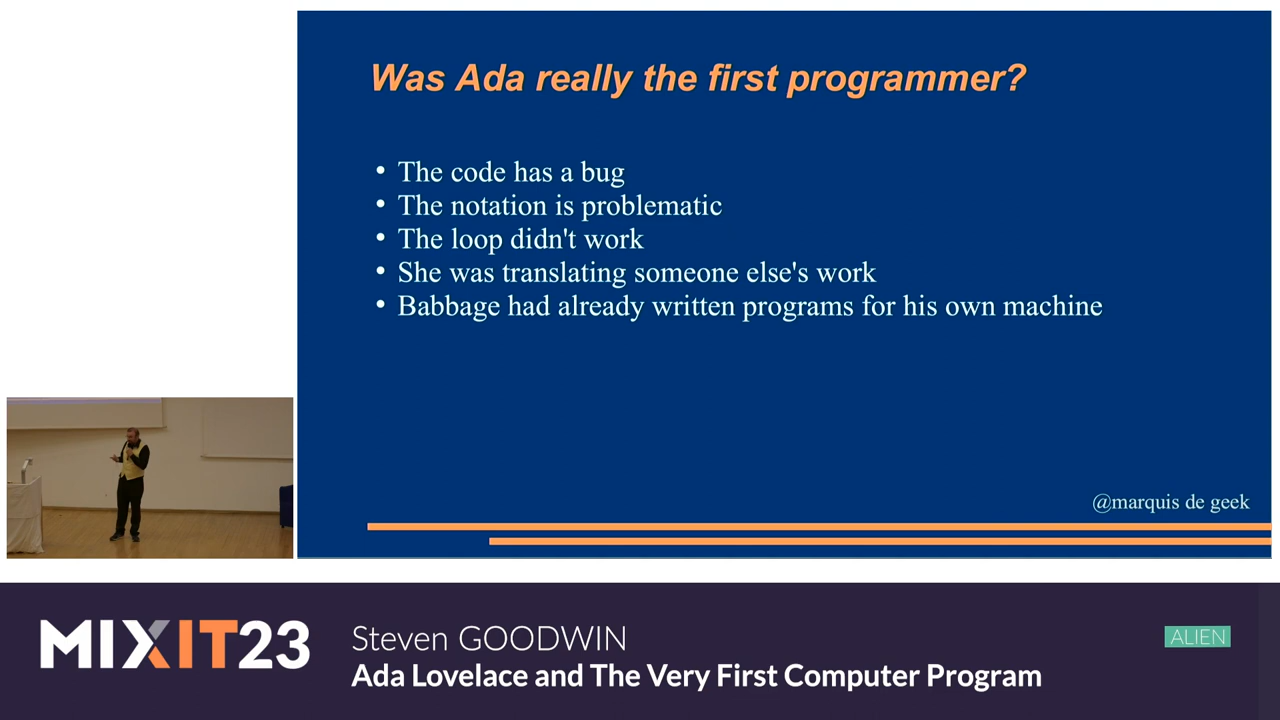 Was Ada really the first programmer?
• The code has a bug
• The notation is problematic
• The loop didn't work
• She was translating someone else's work
• Babbage had already written programs for his own machine
@marquis de geek
MIXIT23
Steven GOODWIN
ALIEN
Ada Lovelace and The Very First Computer Program